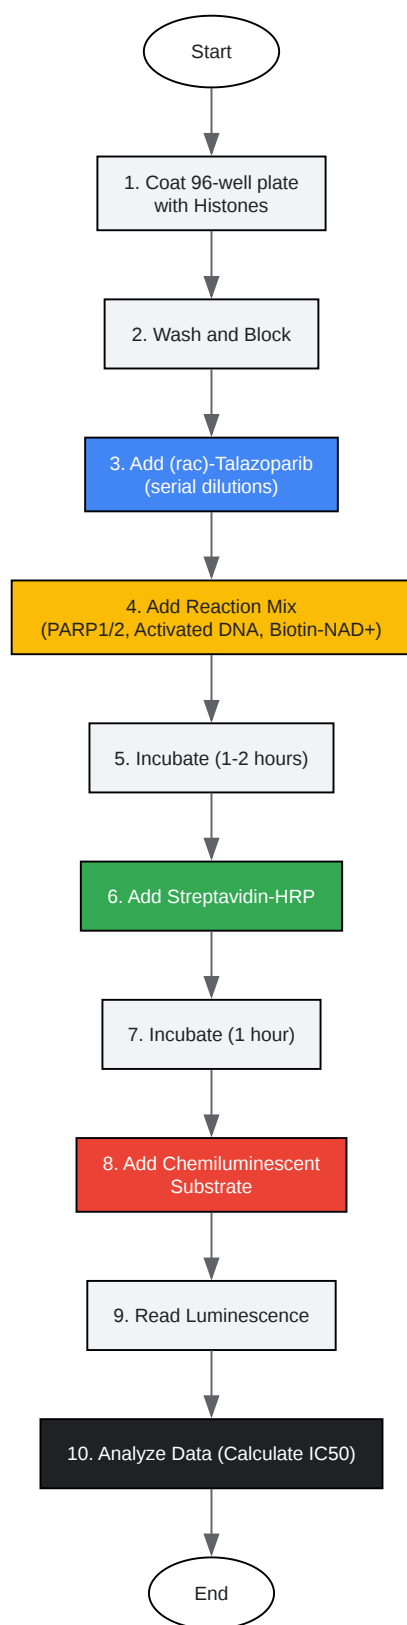 Start
1. Coat 96-well plate
with Histones
2. Wash and Block
3. Add (rac)-Talazoparib
(serial dilutions)
4. Add Reaction Mix
(PARP1/2, Activated DNA, Biotin-NAD+)
5. Incubate (1-2 hours)
6. Add Streptavidin-HRP
7. Incubate (1 hour)
8. Add Chemiluminescent
Substrate
9. Read Luminescence
10. Analyze Data (Calculate IC50)
End